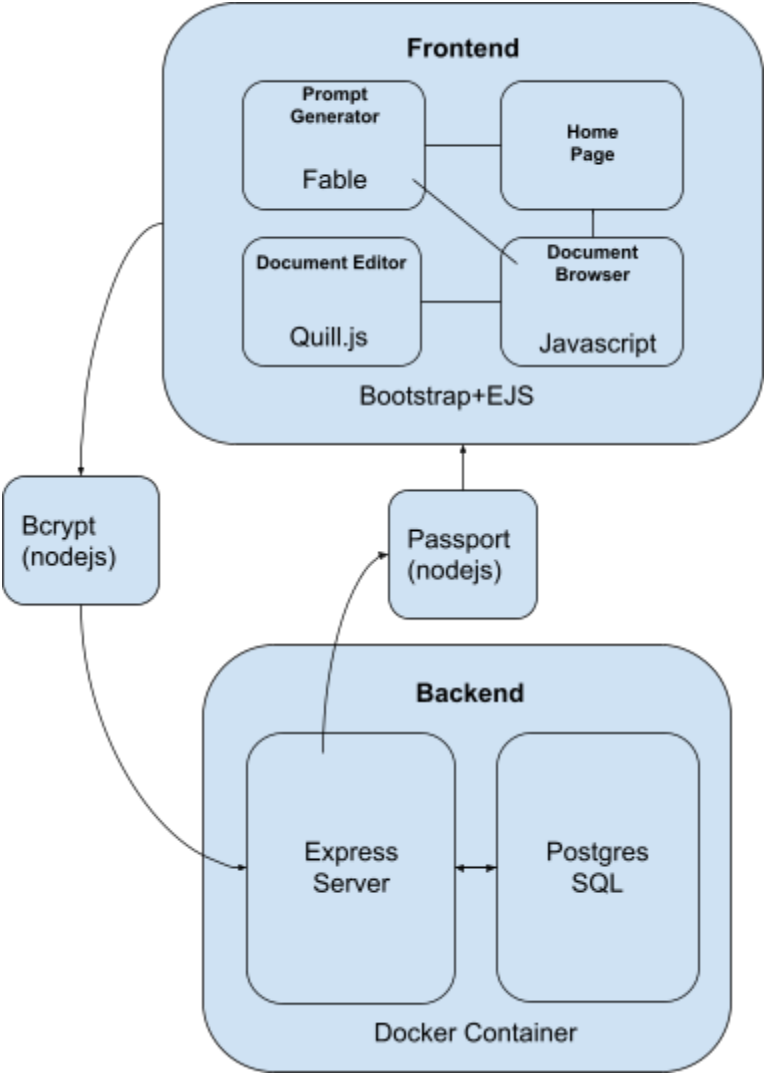 Frontend
Prompt
Generator
Fable
Home
Page
Document Editor
Quill.js
Document
Browser
Javascript
Bootstrap+EJS
Bcrypt
(nodejs)
Passport
(nodejs)
Backend
Express
Server
Postgres
SQL
Docker Container